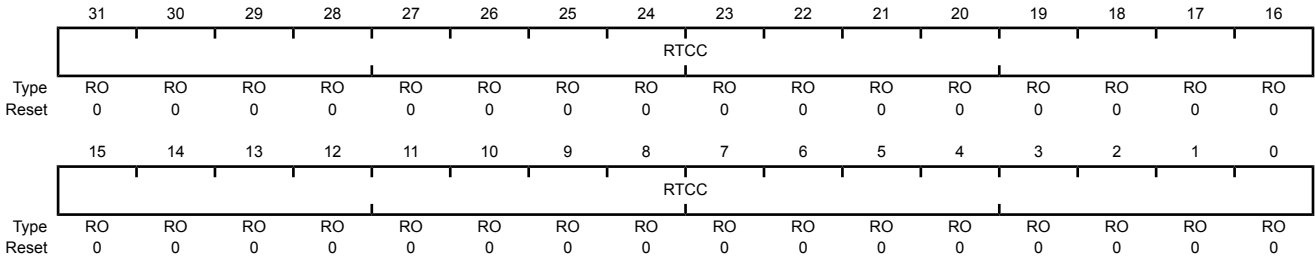 31 30 29 28 27 26 25 24 23 22 21 20 19 18 17 16
RTCC
Type RO RO RO RO RO RO RO RO RO RO RO RO RO RO RO RO
Reset 0 0 0 0 0 0 0 0 0 0 0 0 0 0 0 0
15 14 13 12 11 10 9 8 7 6 5 4 3 2 1 0
RTCC
Type RO RO RO RO RO RO RO RO RO RO RO RO RO RO RO RO
Reset 0 0 0 0 0 0 0 0 0 0 0 0 0 0 0 0